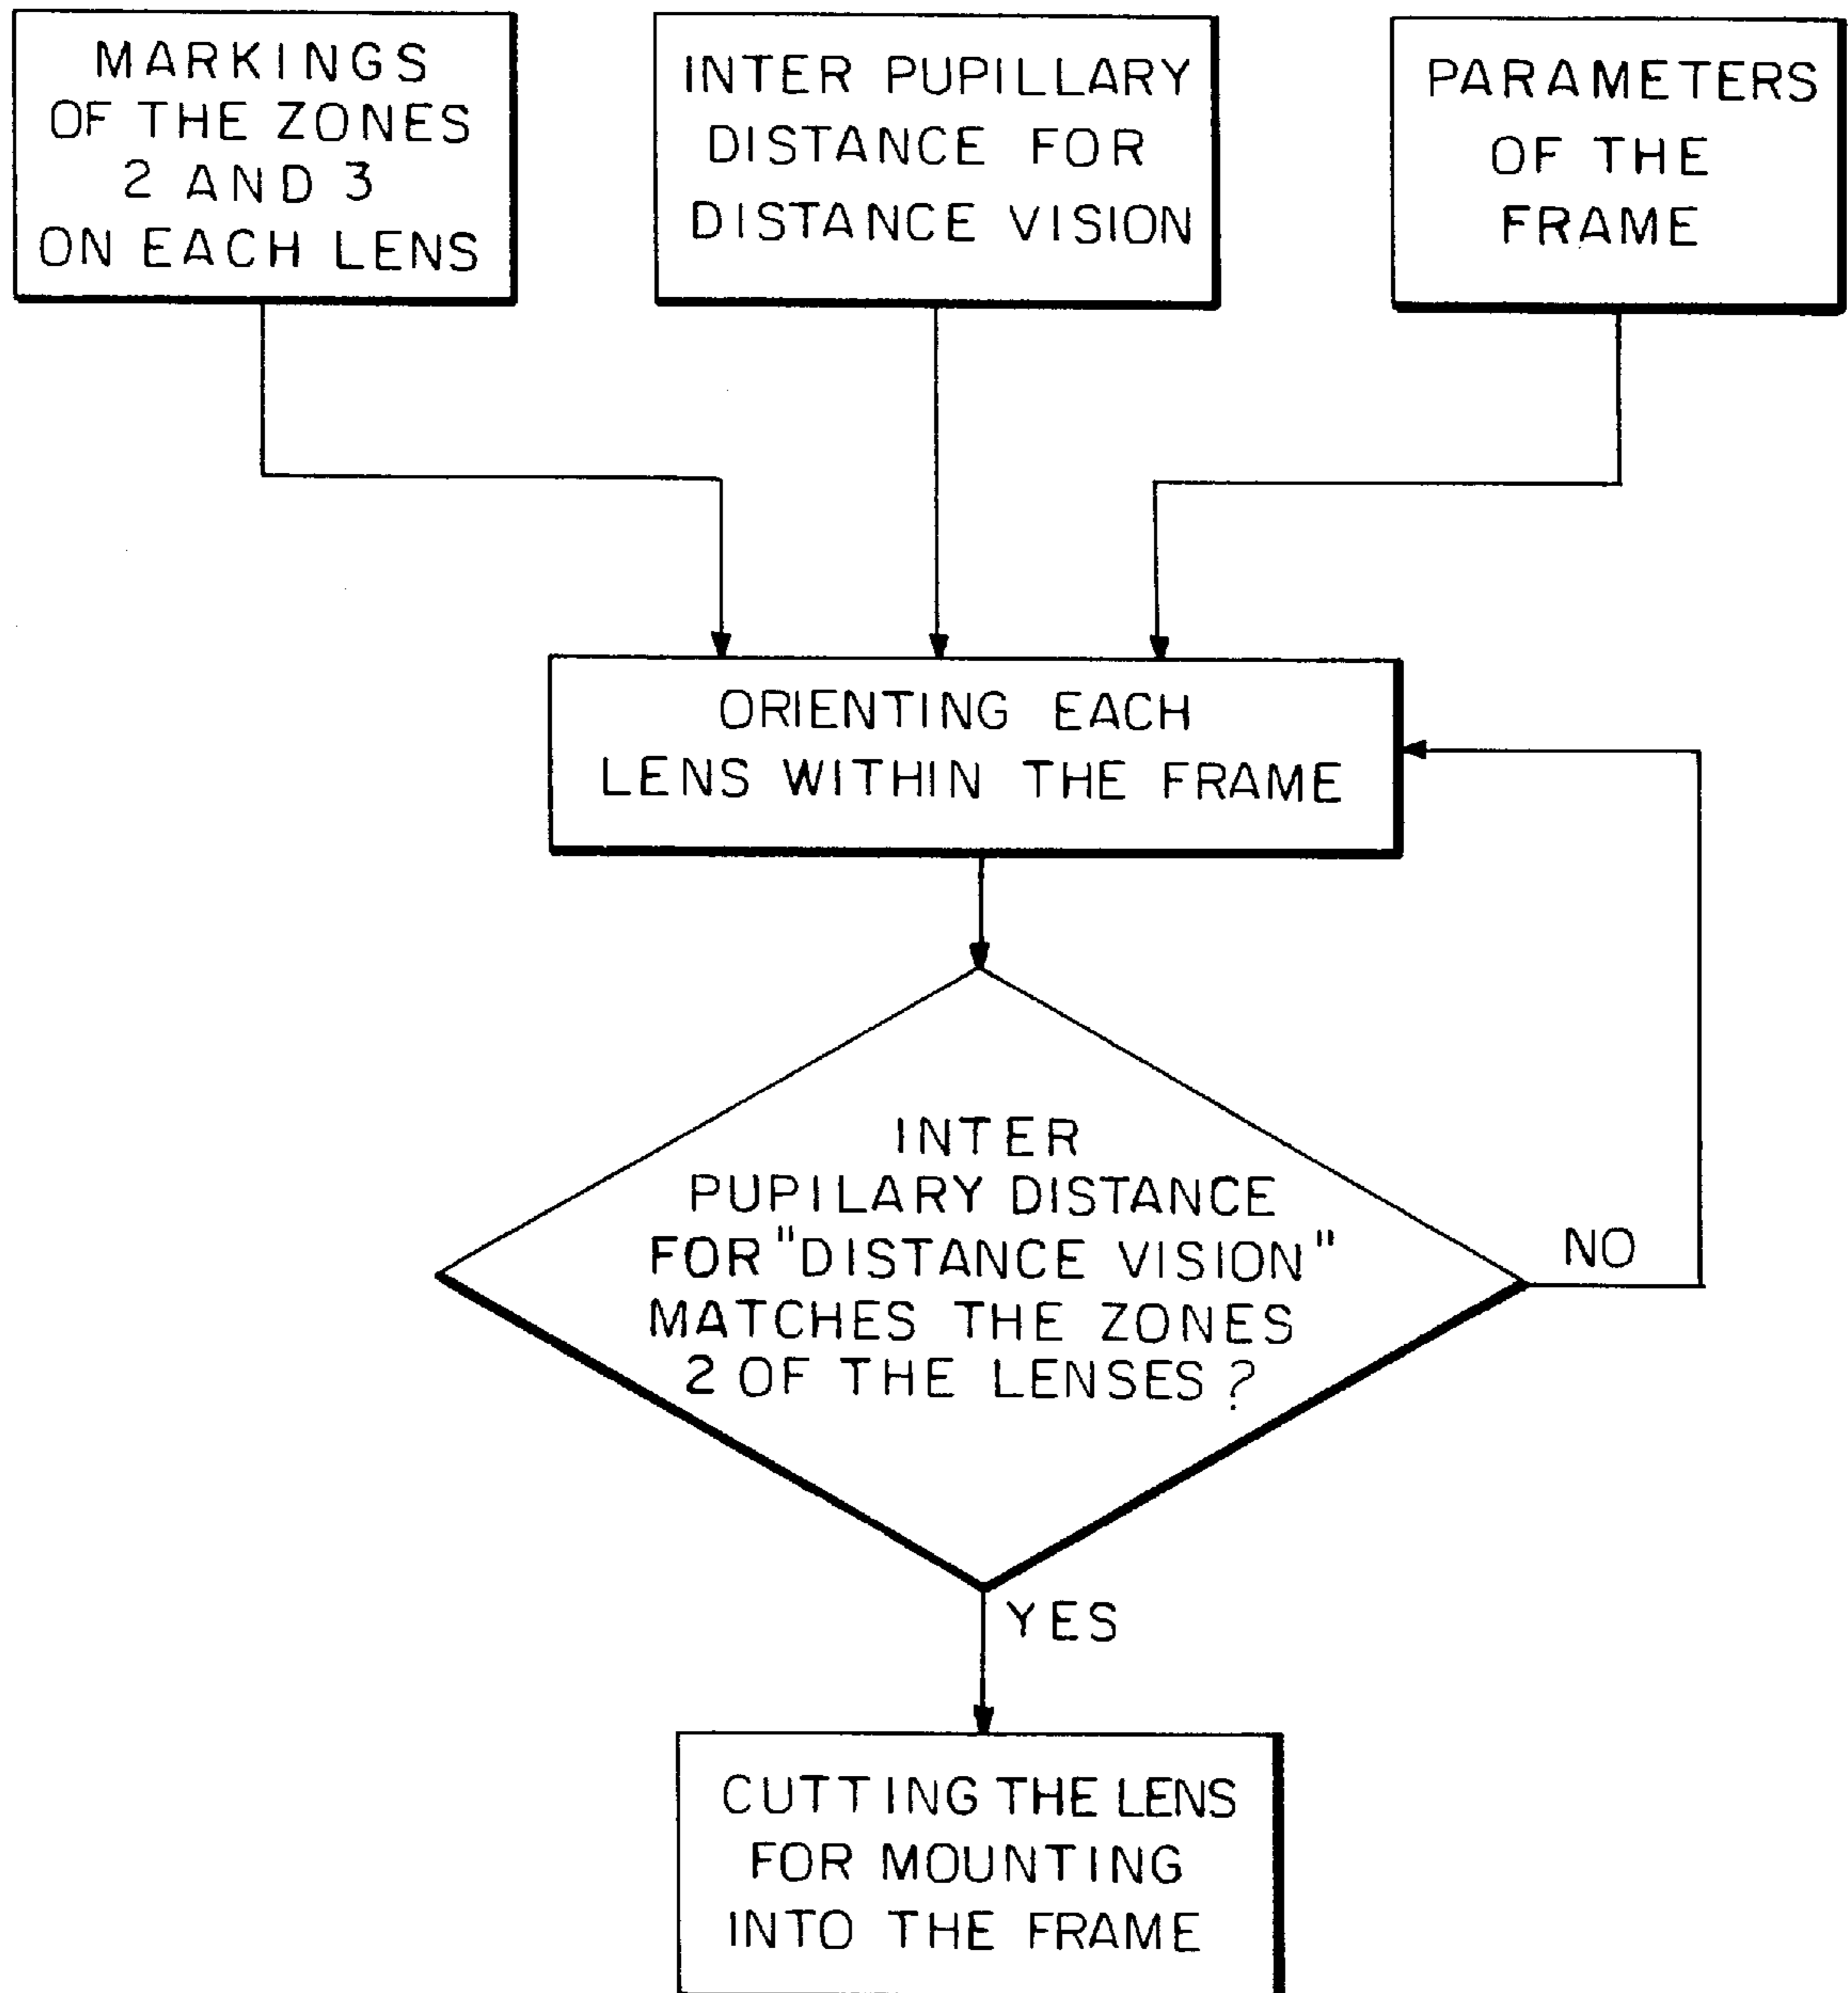 MARKINGS
OF THE ZONES
2 AND 3
ON EACH LENS
INTER PUPILLARY
DISTANCE FOR
DISTANCE VISION
PARAMETERS
OF THE
FRAME
ORIENTING EACH
LENS WITHIN THE FRAME
INTER
PUPILARY DISTANCE
FOR "DISTANCE VISION"
MATCHES THE ZONES
2 OF THE LENSES ?
NO
YES
CUTTING THE LENS
FOR MOUNTING
INTO THE FRAME